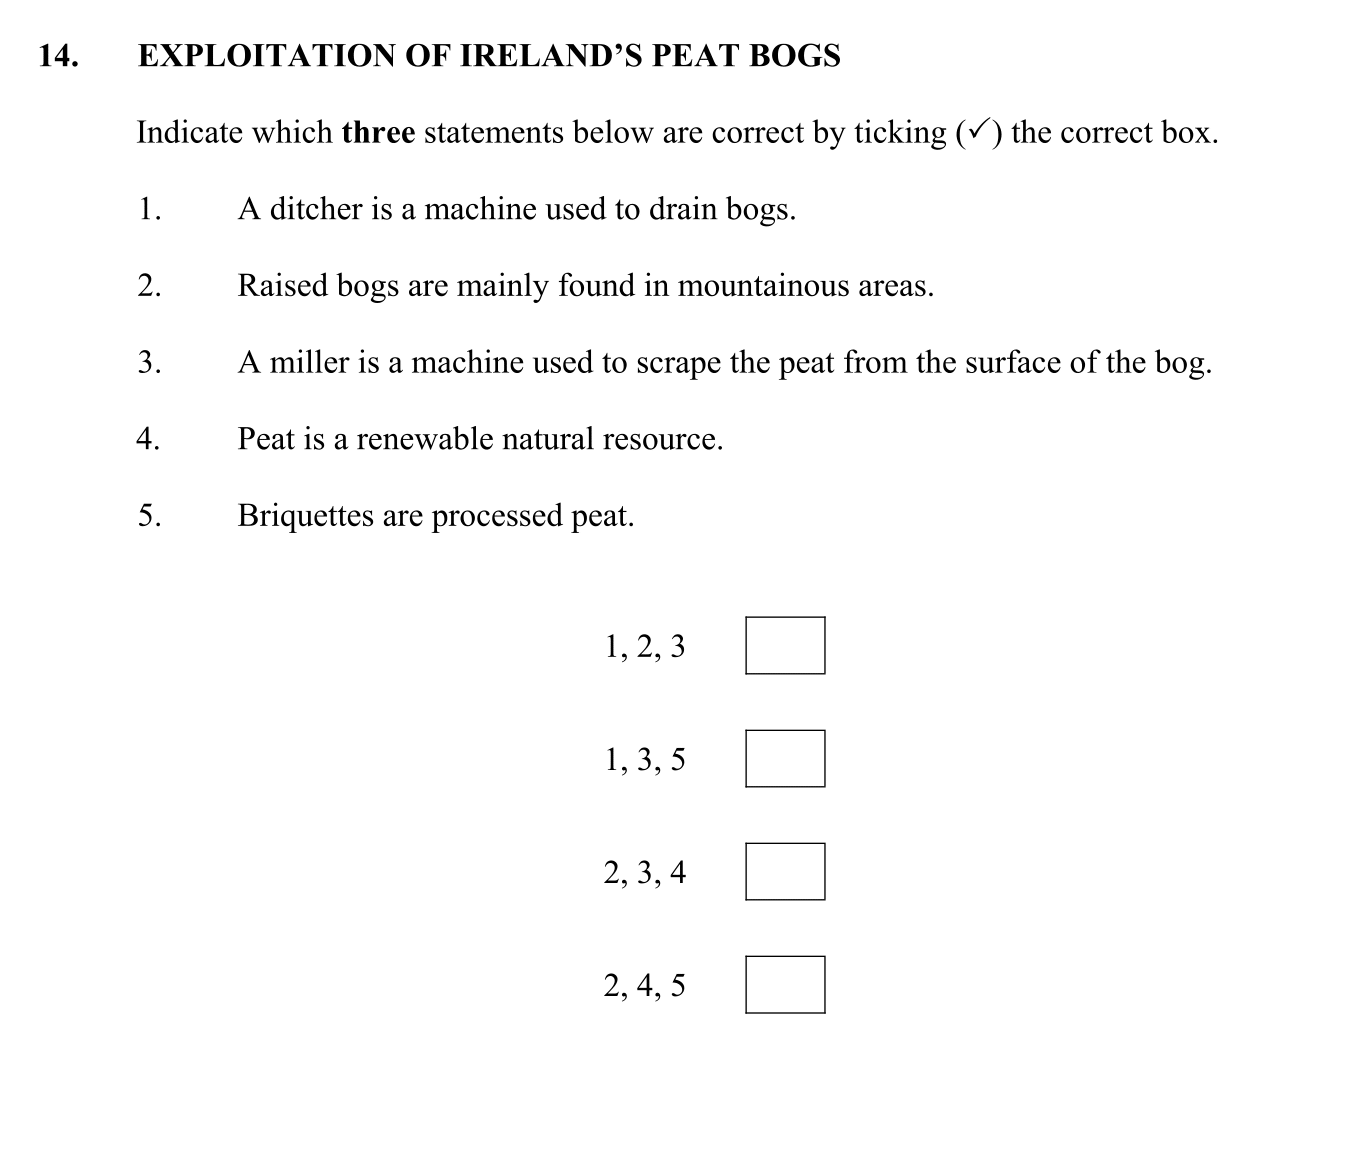 14. EXPLOITATION OF IRELAND’S PEAT BOGS
Indicate which three statements below are correct by ticking (✓) the correct box.
1. A ditcher is a machine used to drain bogs.
2. Raised bogs are mainly found in mountainous areas.
3. A miller is a machine used to scrape the peat from the surface of the bog.
4. Peat is a renewable natural resource.
5. Briquettes are processed peat.
1, 2, 3
1, 3, 5
2, 3, 4
2, 4, 5